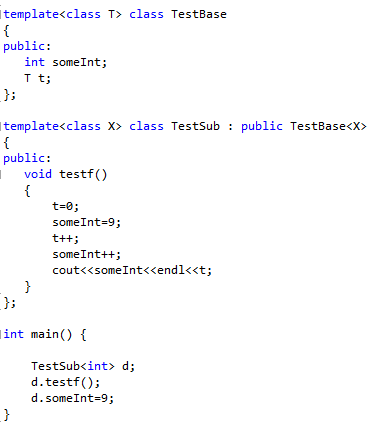 template<class T> class TestBase
{
public:
   int someInt;
   T t;
};

template<class X> class TestSub : public TestBase<X>
{
public:
   void testf()
   {
       t=0;
       someInt=9;
       t++;
       someInt++;
       cout<<someInt<<endl<<t;
   }
};

int main() {

    TestSub<int> d;
    d.testf();
    d.someInt=9;
}